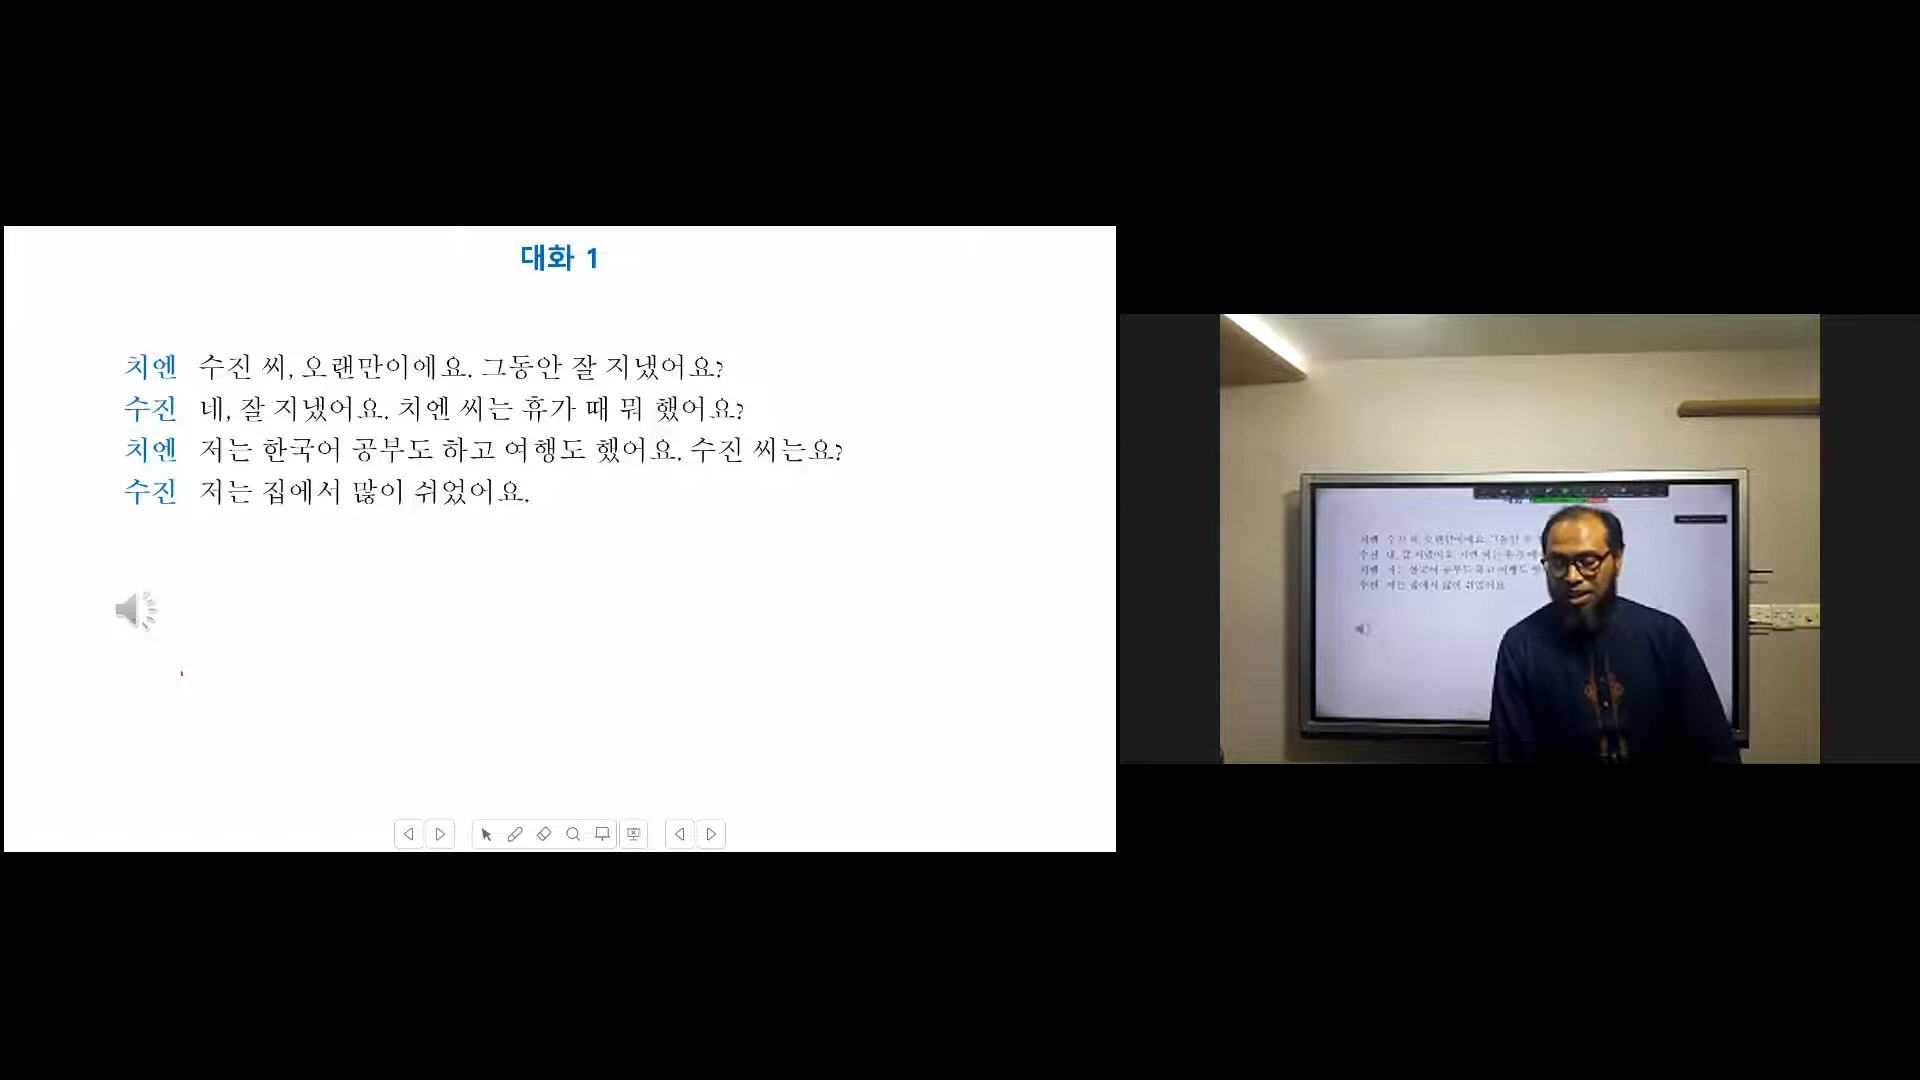 대화 1
치엔 수진 씨, 오랜만이에요. 그동안 잘 지냈어요?
수진 네, 잘 지냈어요. 치엔 씨는 휴가 때 뭐 했어요?
치엔 저는 한국어 공부도 하고 여행도 했어요. 수진 씨는요?
수진 저는 집에서 많이 쉬었어요.